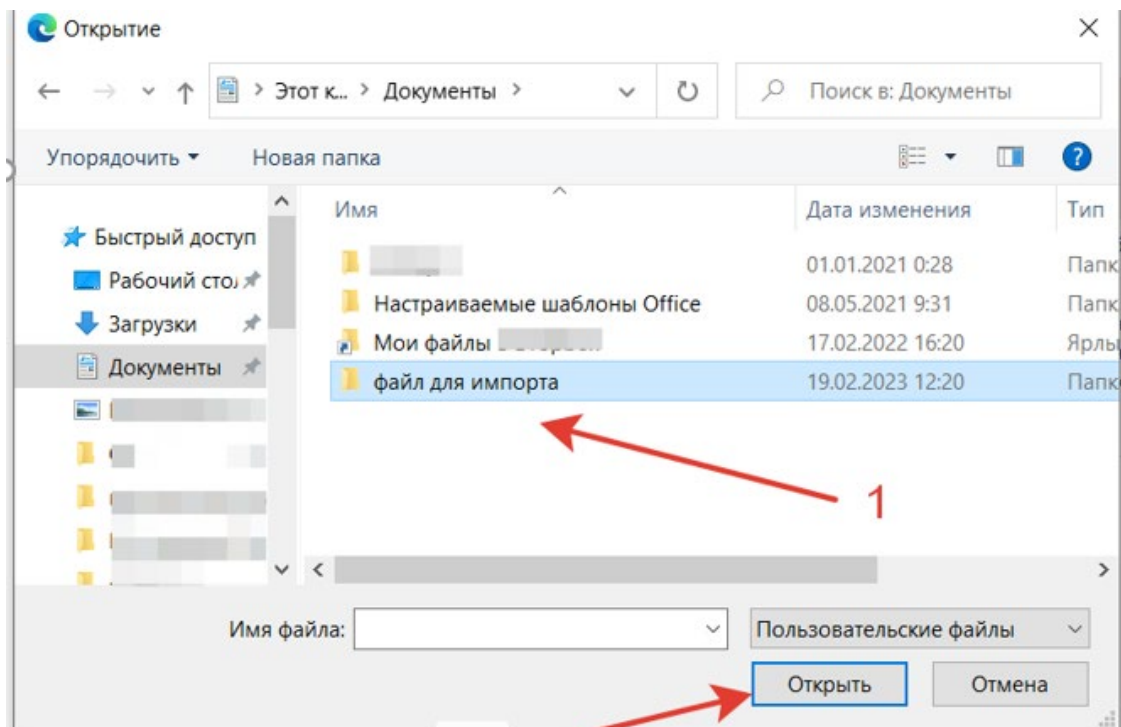 Открытие
Этот к... > Документы >
Поиск в: Документы
Упорядочить
Новая папка
Имя
Дата изменения
Тип
Быстрый доступ
Рабочий сто
Загрузки
Документы
01.01.2021 0:28
Папк
Настраиваемые шаблоны Office
08.05.2021 9:31
Папк
Мои файлы
17.02.2022 16:20
Ярлы
файл для импорта
19.02.2023 12:20
Папк
1
Имя файла:
Пользовательские файлы
Открыть
Отмена